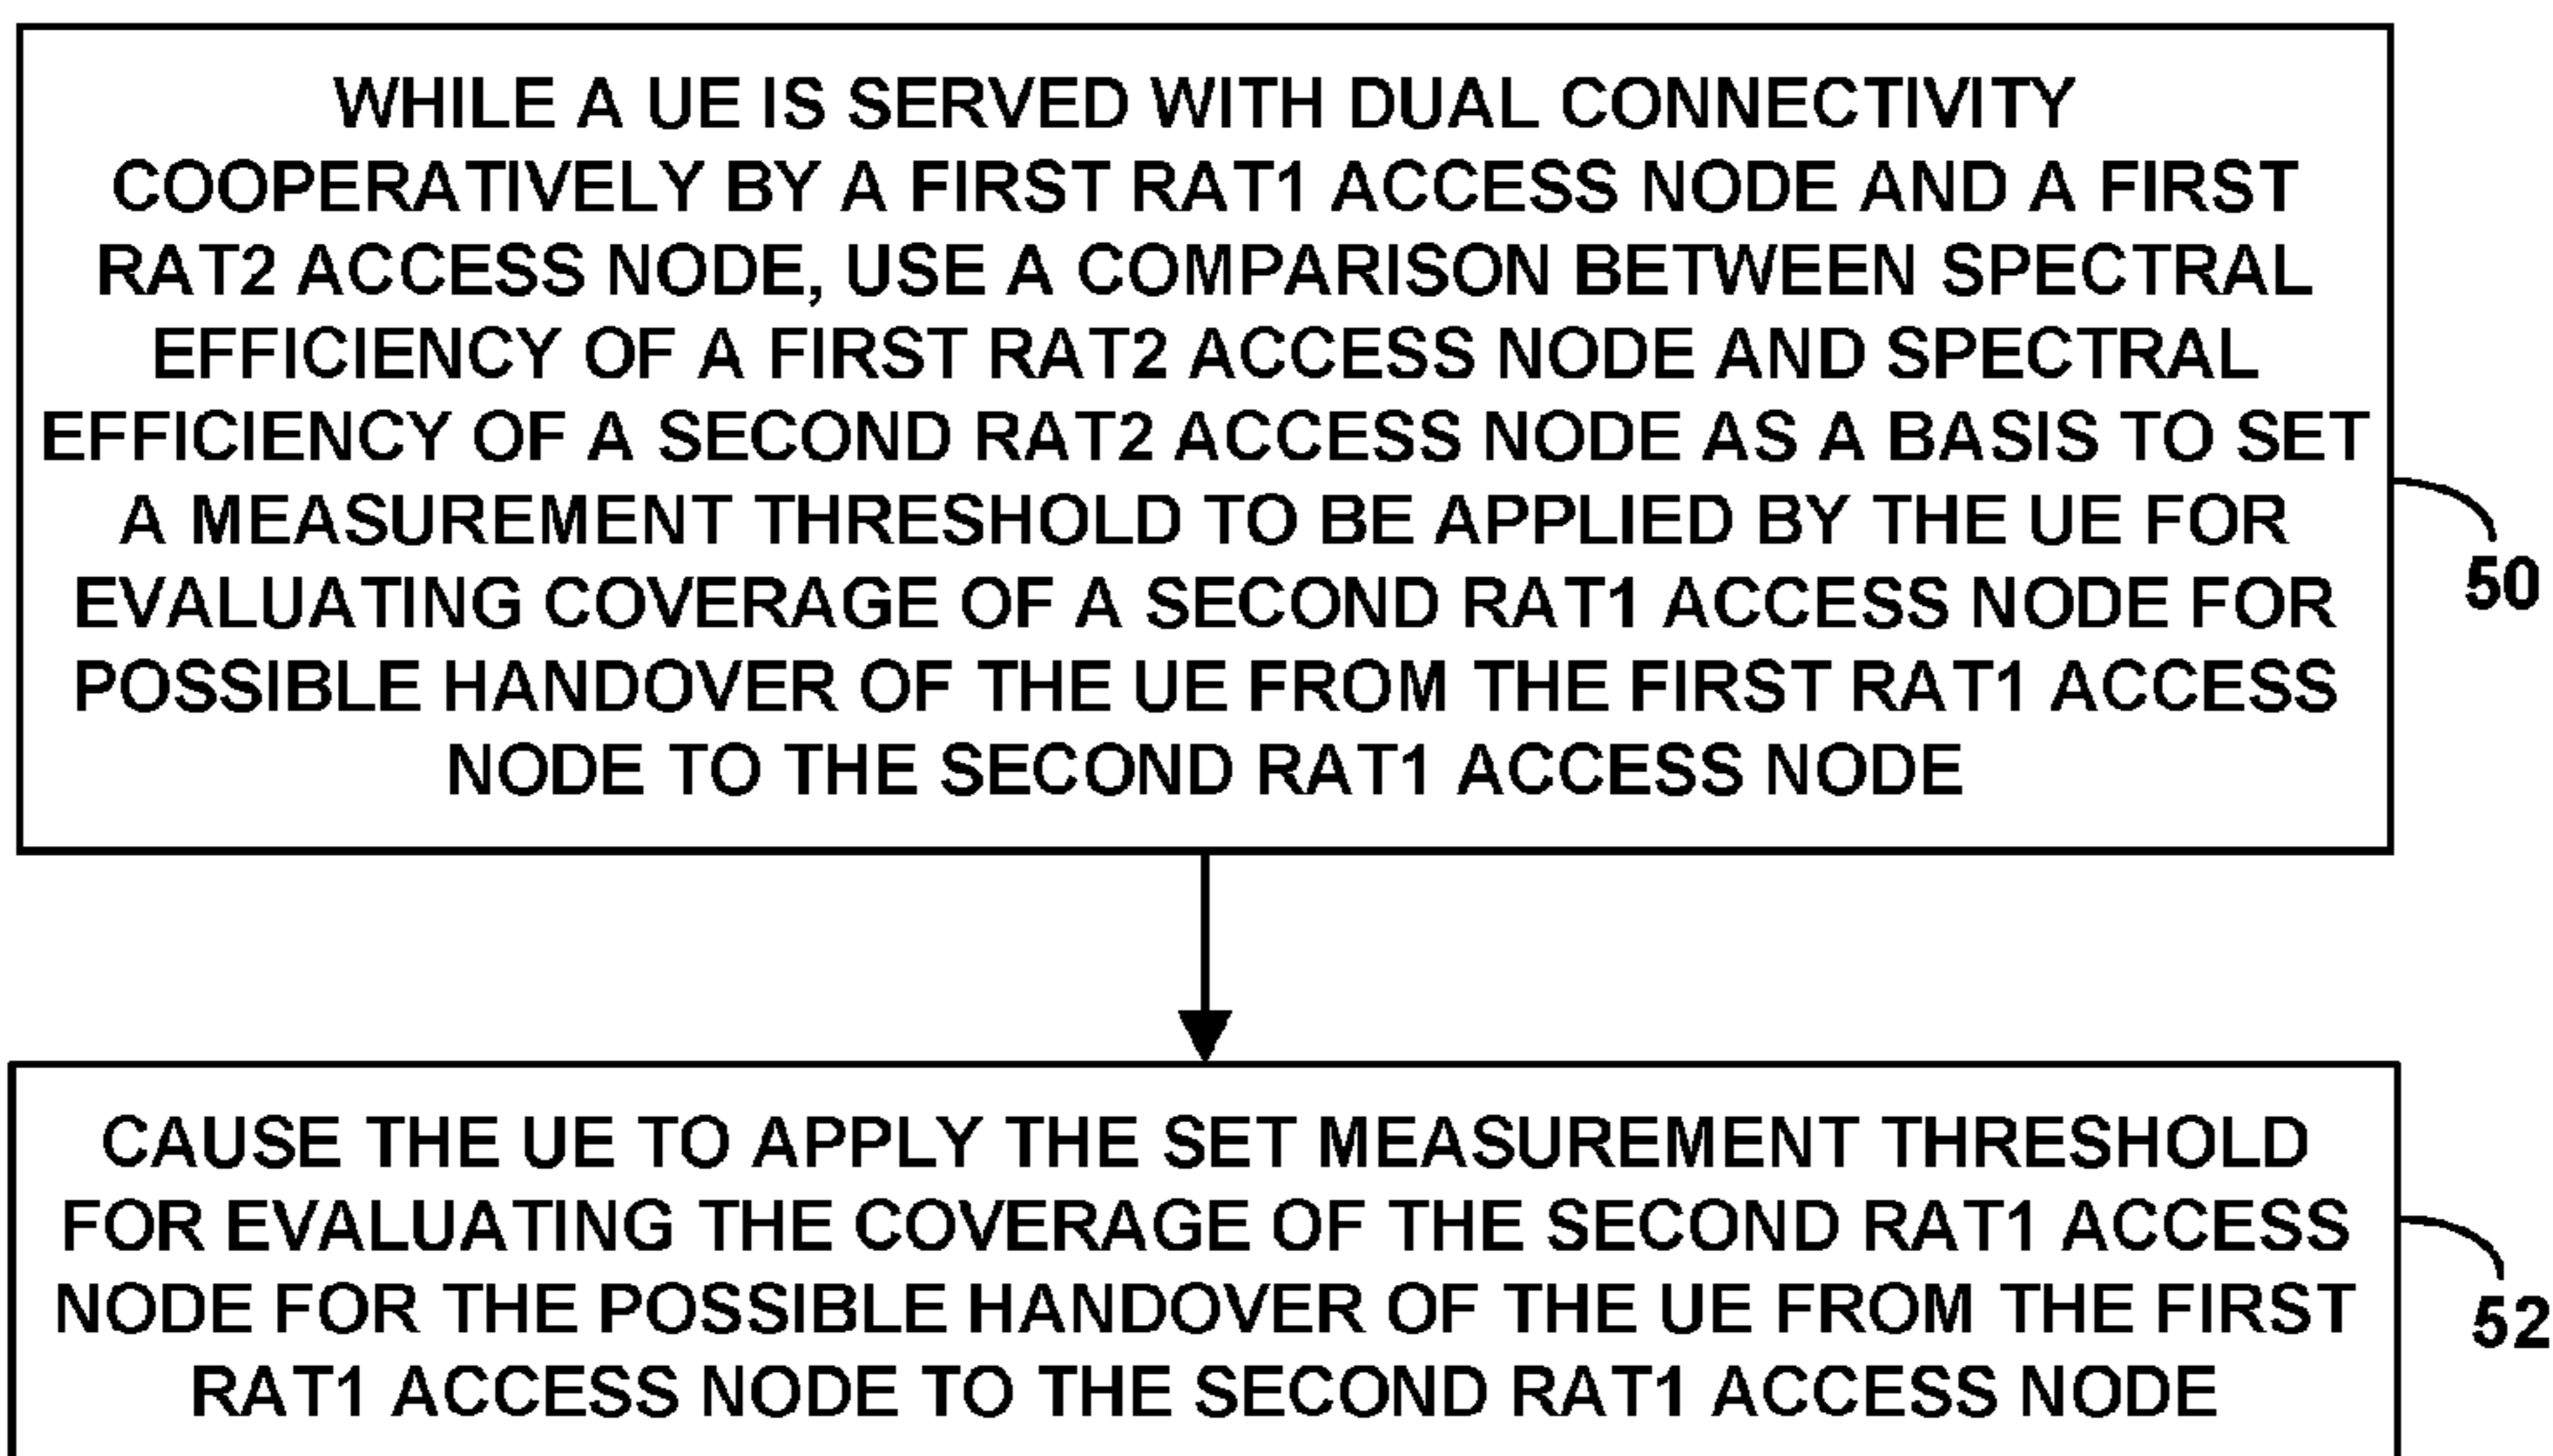 WHILE A UE IS SERVED WITH DUAL CONNECTIVITY
COOPERATIVELY BY A FIRST RAT1 ACCESS NODE AND A FIRST
RAT2 ACCESS NODE, USE A COMPARISON BETWEEN SPECTRAL
EFFICIENCY OF A FIRST RAT2 ACCESS NODE AND SPECTRAL
EFFICIENCY OF A SECOND RAT2 ACCESS NODE AS A BASIS TO SET
A MEASUREMENT THRESHOLD TO BE APPLIED BY THE UE FOR
EVALUATING COVERAGE OF A SECOND RAT1 ACCESS NODE FOR
POSSIBLE HANDOVER OF THE UE FROM THE FIRST RAT1 ACCESS
NODE TO THE SECOND RAT1 ACCESS NODE
50
CAUSE THE UE TO APPLY THE SET MEASUREMENT THRESHOLD
FOR EVALUATING THE COVERAGE OF THE SECOND RAT1 ACCESS
NODE FOR THE POSSIBLE HANDOVER OF THE UE FROM THE FIRST
RAT1 ACCESS NODE TO THE SECOND RAT1 ACCESS NODE
52